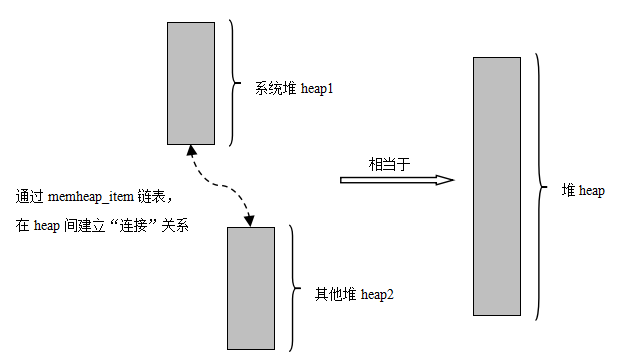 系统堆 heap1
相当于
通过 memheap_item 链表，
在 heap 间建立“连接”关系
堆 heap
其他堆 heap2